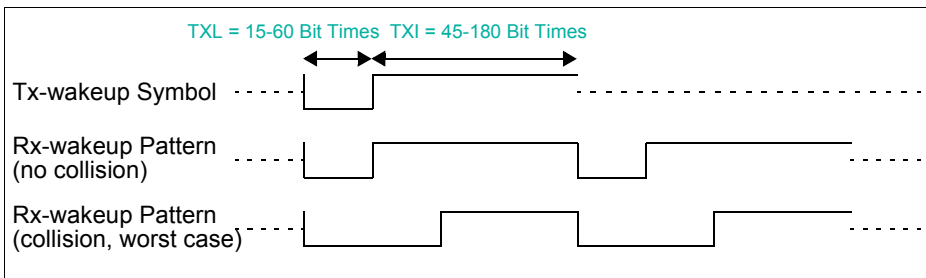 TXL = 15-60 Bit Times TXI = 45-180 Bit Times
Tx-wakeup Symbol
Rx-wakeup Pattern
(no collision)
Rx-wakeup Pattern
(collision, worst case)